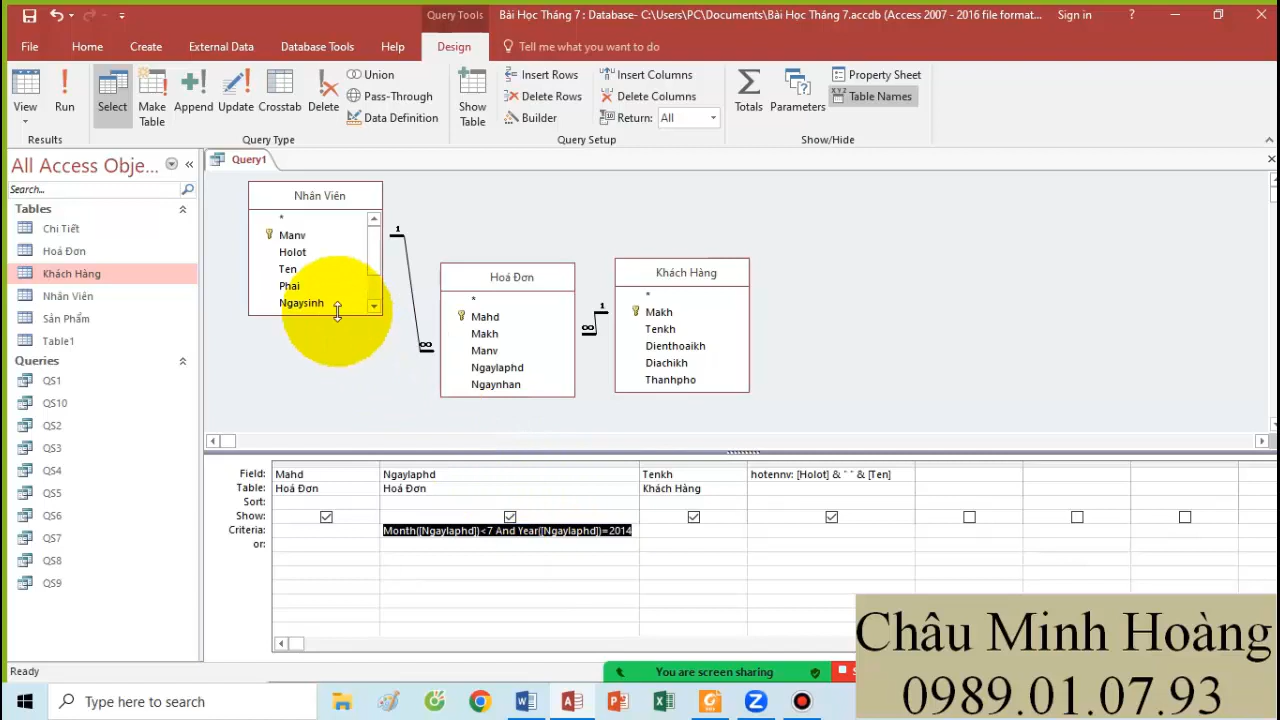 Query Tools
Bài Học Tháng 7 : Database- C:\Users\PC\Documents\Bài Học Tháng 7.accdb (Access 2007 - 2016 file format...
Sign in
?
File
Home
Create
External Data
Database Tools
Help
Design
Tell me what you want to do
View
Run
Select
Make Table
Append
Update
Crosstab
Delete
Union
Pass-Through
Data Definition
Show Table
Insert Rows
Delete Rows
Builder
Insert Columns
Delete Columns
Return: All
Totals
Parameters
Property Sheet
Table Names
Results
Query Type
Query Setup
Show/Hide
All Access Obje...
Search...
Tables
Chi Tiết
Hoá Đơn
Khách Hàng
Nhân Viên
Sản Phẩm
Table1
Queries
QS1
QS10
QS2
QS3
QS4
QS5
QS6
QS7
QS8
QS9
Query1
Nhân Viên
*
Manv
Holot
Ten
Phai
Ngaysinh
1
∞
Hoá Đơn
*
Mahd
Makh
Manv
Ngaylaphd
Ngaynhan
∞
1
Khách Hàng
*
Makh
Tenkh
Dienthoaikh
Diachikh
Thanhpho
Field: Mahd Ngaylaphd Tenkh hotennv: [Holot] & " " & [Ten]
Table: Hoá Đơn Hoá Đơn Khách Hàng
Sort:
Show:
Criteria: Month([Ngaylaphd])<7 And Year([Ngaylaphd])=2014
or:
Châu Minh Hoàng
0989.01.07.93
Ready
You are screen sharing
Type here to search